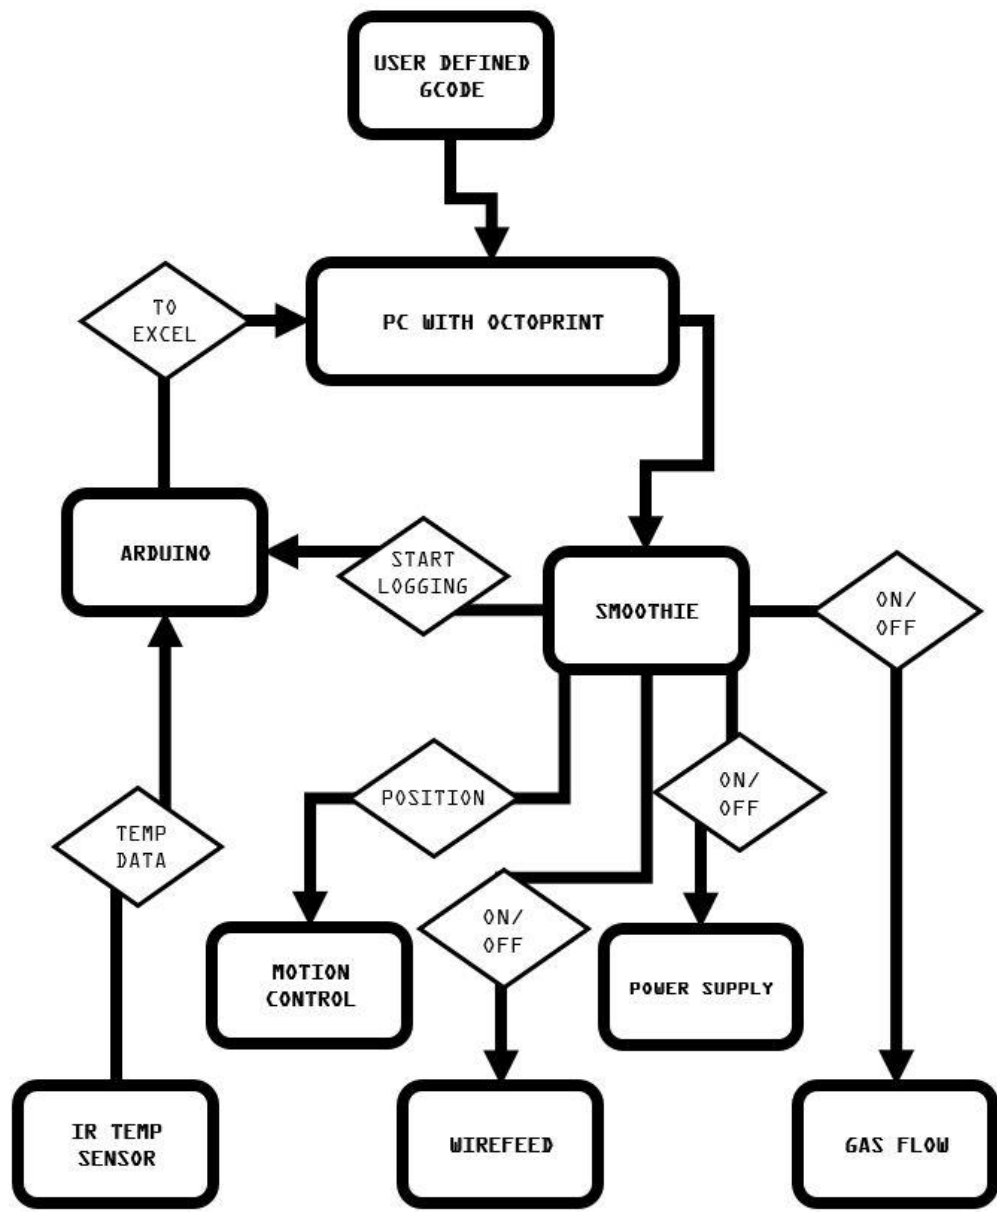 USER DEFINED
GCODE
TO
EXCEL
PC WITH OCTOPRINT
ARDUINO
START
LOGGING
SMOOTHIE
ON/
OFF
POSITION
ON/
OFF
TEMP
DATA
ON/
OFF
MOTION
CONTROL
POWER SUPPLY
IR TEMP
SENSOR
WIREFEED
GAS FLOW